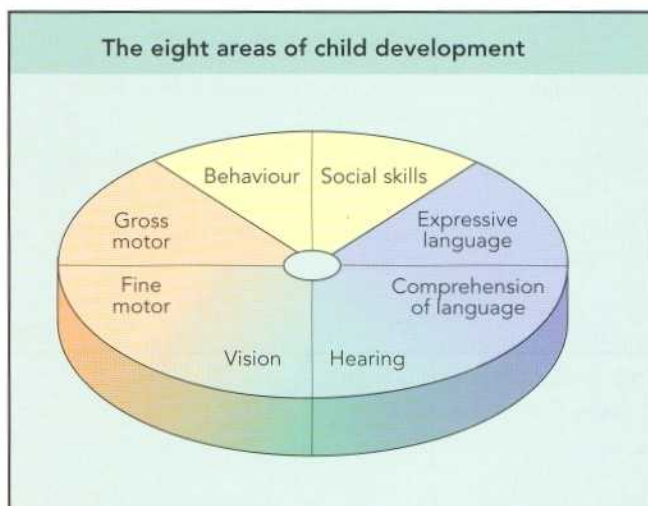 The eight areas of child development
Behaviour
Social skills
Gross
motor
Expressive
language
Fine
motor
Comprehension
of language
Vision
Hearing